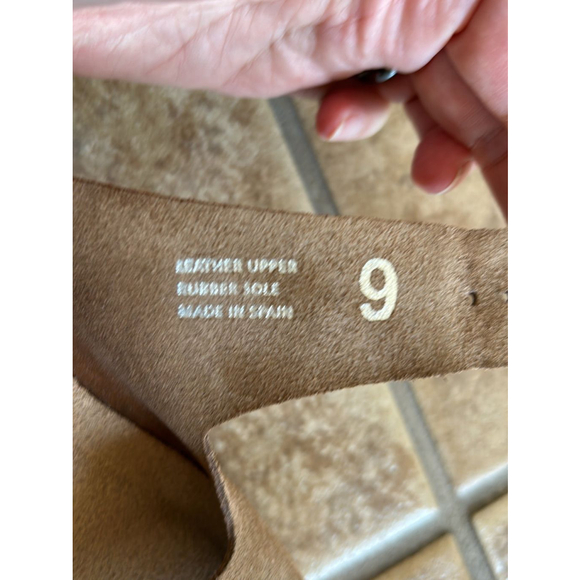 LEATHER UPPER
RUBBER SOLE
MADE IN SPAIN
9